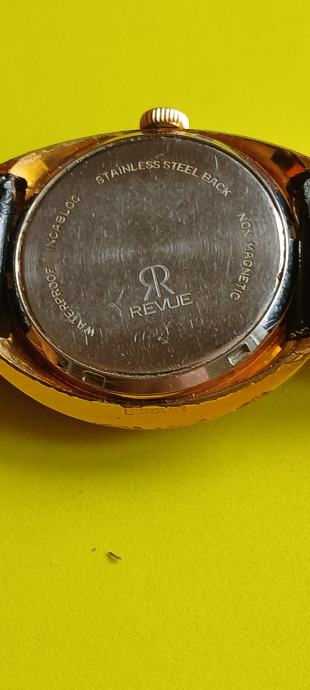 STAINLESS STEEL BACK
NON MAGNETIC
WATERPROOF INCABLOC
RR
REVUE